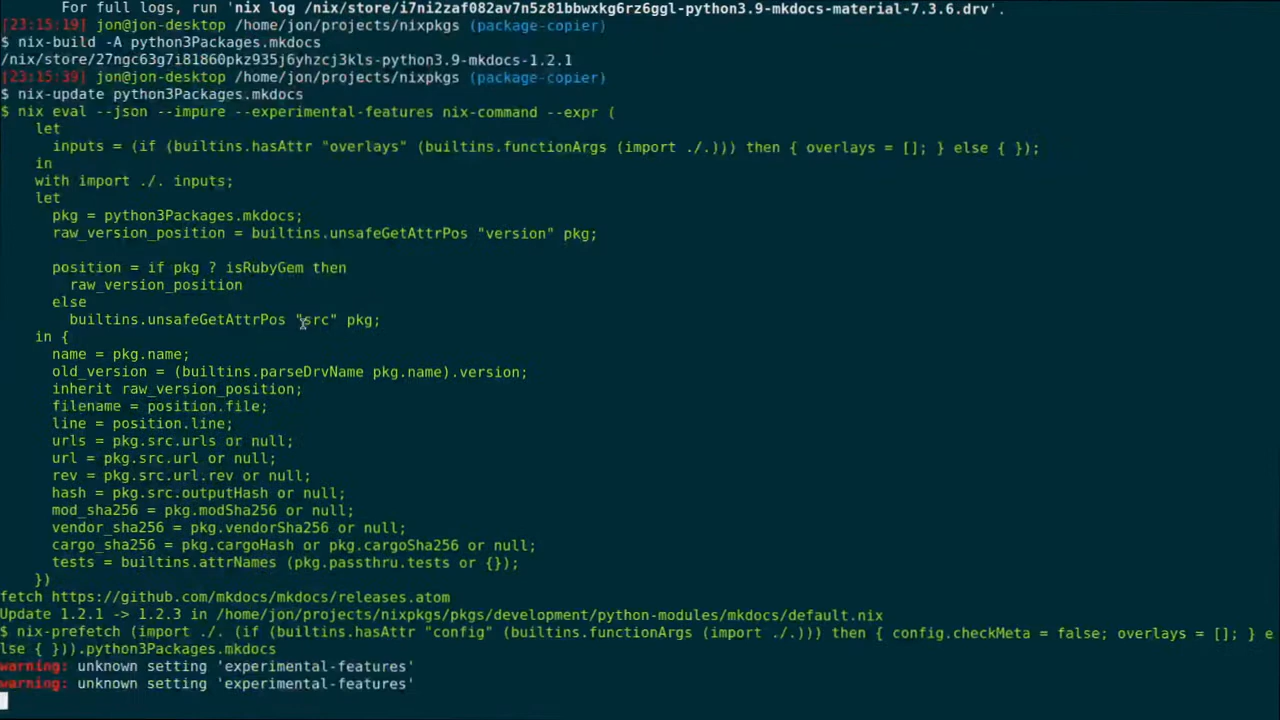 For full logs, run 'nix log /nix/store/i7ni2zaf082av7n5z81bbwxkg6rz6ggl-python3.9-mkdocs-material-7.3.6.drv'.
[23:15:19] jon@jon-desktop /home/jon/projects/nixpkgs (package-copier)
$ nix-build -A python3Packages.mkdocs
/nix/store/27ngc63g7i81860pkz935j6yhzcj3kls-python3.9-mkdocs-1.2.1
[23:15:39] jon@jon-desktop /home/jon/projects/nixpkgs (package-copier)
$ nix-update python3Packages.mkdocs
$ nix eval --json --impure --experimental-features nix-command --expr (
    let
      inputs = (if (builtins.hasAttr "overlays" (builtins.functionArgs (import ./.))) then { overlays = []; } else { });
    in
    with import ./. inputs;
    let
      pkg = python3Packages.mkdocs;
      raw_version_position = builtins.unsafeGetAttrPos "version" pkg;
      position = if pkg ? isRubyGem then
        raw_version_position
      else
        builtins.unsafeGetAttrPos "src" pkg;
    in {
      name = pkg.name;
      old_version = (builtins.parseDrvName pkg.name).version;
      inherit raw_version_position;
      filename = position.file;
      line = position.line;
      urls = pkg.src.urls or null;
      url = pkg.src.url or null;
      rev = pkg.src.url.rev or null;
      hash = pkg.src.outputHash or null;
      mod_sha256 = pkg.modSha256 or null;
      vendor_sha256 = pkg.vendorSha256 or null;
      cargo_sha256 = pkg.cargoHash or pkg.cargoSha256 or null;
      tests = builtins.attrNames (pkg.passthru.tests or {});
    })
fetch https://github.com/mkdocs/mkdocs/releases.atom
Update 1.2.1 -> 1.2.3 in /home/jon/projects/nixpkgs/pkgs/development/python-modules/mkdocs/default.nix
$ nix-prefetch (import ./. (if (builtins.hasAttr "config" (builtins.functionArgs (import ./.))) then { config.checkMeta = false; overlays = []; } e
lse { })).python3Packages.mkdocs
warning: unknown setting 'experimental-features'
warning: unknown setting 'experimental-features'